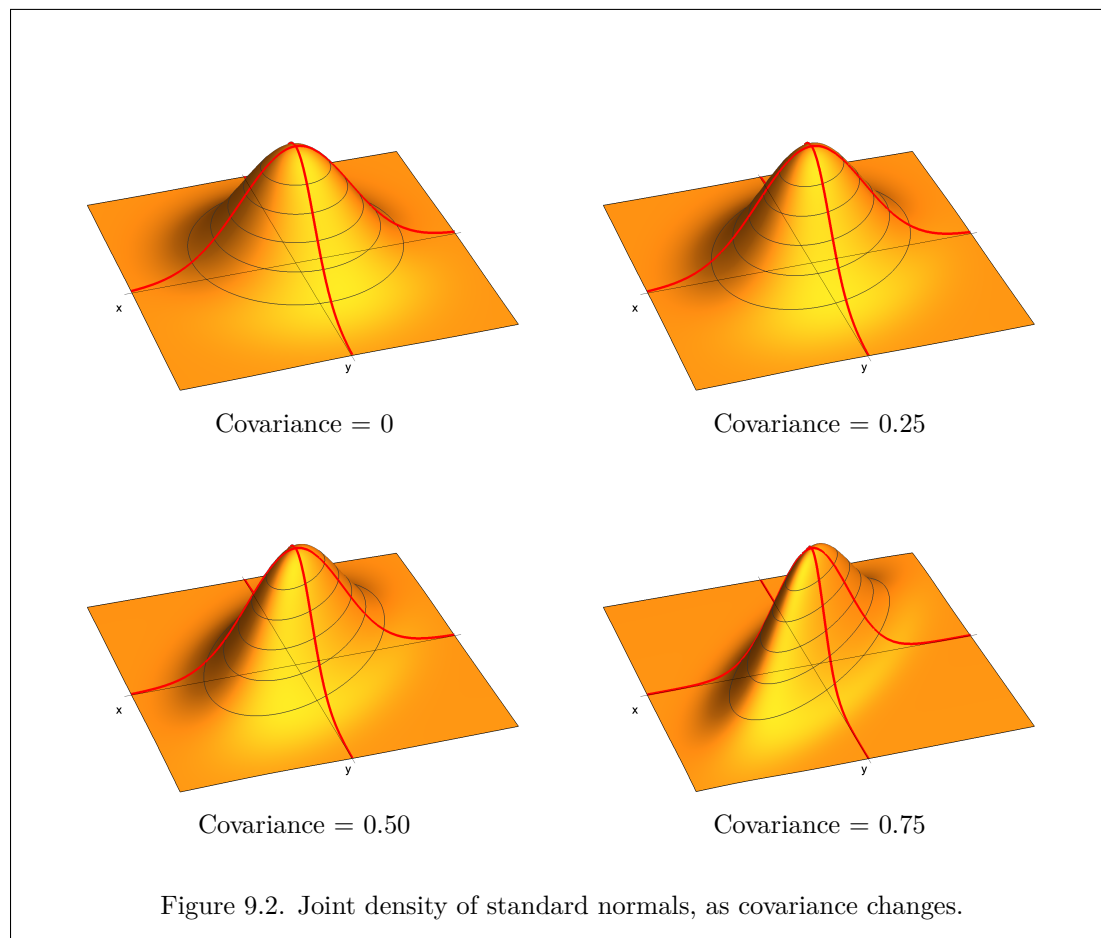 x
y
Covariance = 0
x
y
Covariance = 0.25
x
y
Covariance = 0.50
x
y
Covariance = 0.75
Figure 9.2. Joint density of standard normals, as covariance changes.